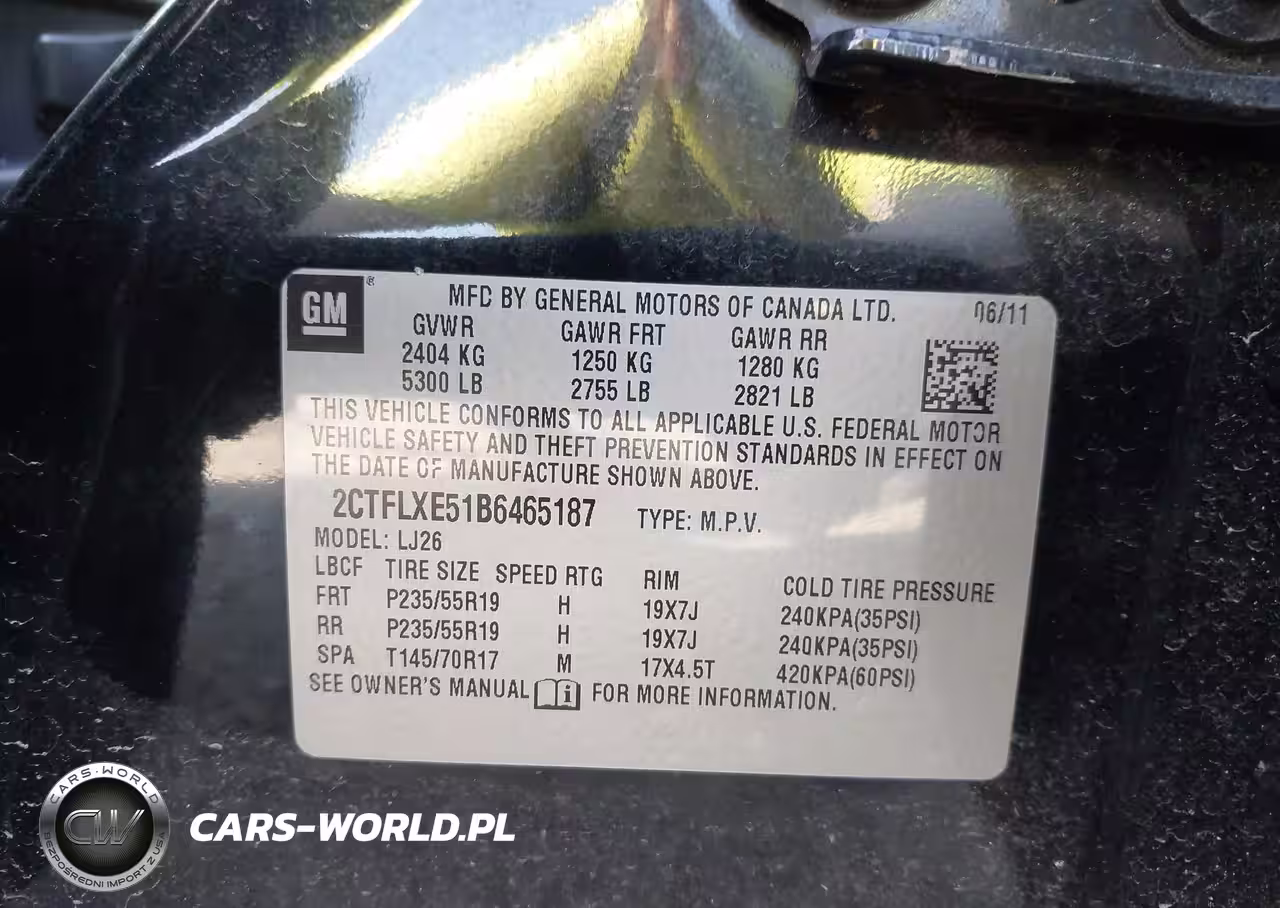 GM ®
MFD BY GENERAL MOTORS OF CANADA LTD. 06/11
GVWR GAWR FRT GAWR RR
2404 KG 1250 KG 1280 KG
5300 LB 2755 LB 2821 LB
THIS VEHICLE CONFORMS TO ALL APPLICABLE U.S. FEDERAL MOTOR
VEHICLE SAFETY AND THEFT PREVENTION STANDARDS IN EFFECT ON
THE DATE OF MANUFACTURE SHOWN ABOVE.
2CTFLXE51B6465187 TYPE: M.P.V.
MODEL: LJ26
LBCF TIRE SIZE SPEED RTG RIM COLD TIRE PRESSURE
FRT P235/55R19 H 19X7J 240KPA(35PSI)
RR P235/55R19 H 19X7J 240KPA(35PSI)
SPA T145/70R17 M 17X4.5T 420KPA(60PSI)
SEE OWNER'S MANUAL i FOR MORE INFORMATION.
CARS-WORLD
CW
BEZPOŚREDNI IMPORT Z USA
CARS-WORLD.PL